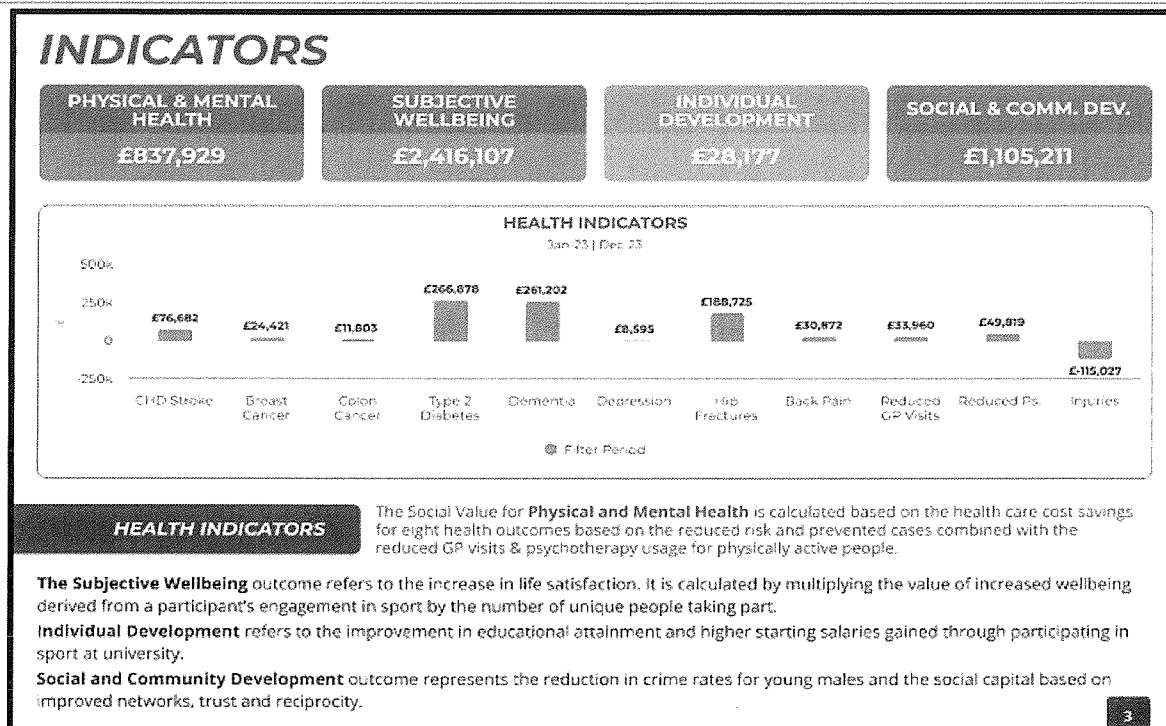 INDICATORS
PHYSICAL & MENTAL
HEALTH
£837,929
SUBJECTIVE
WELLBEING
£2,416,107
INDIVIDUAL
DEVELOPMENT
£28,177
SOCIAL & COMM. DEV.
£1,105,211
HEALTH INDICATORS
Jan-23 | Dec-23
500k
250k
0
-250k
£
£76,682
£24,421
£11,803
£266,878
£261,202
£8,595
£188,725
£30,872
£33,960
£49,819
£-115,027
CHD Stroke
Breast
Cancer
Colon
Cancer
Type 2
Diabetes
Dementia
Depression
Hip
Fractures
Back Pain
Reduced
GP Visits
Reduced Ps.
Injuries
Filter Period
HEALTH INDICATORS
The Social Value for Physical and Mental Health is calculated based on the health care cost savings
for eight health outcomes based on the reduced risk and prevented cases combined with the
reduced GP visits & psychotherapy usage for physically active people.
The Subjective Wellbeing outcome refers to the increase in life satisfaction. It is calculated by multiplying the value of increased wellbeing
derived from a participant's engagement in sport by the number of unique people taking part.
Individual Development refers to the improvement in educational attainment and higher starting salaries gained through participating in
sport at university.
Social and Community Development outcome represents the reduction in crime rates for young males and the social capital based on
improved networks, trust and reciprocity.
3